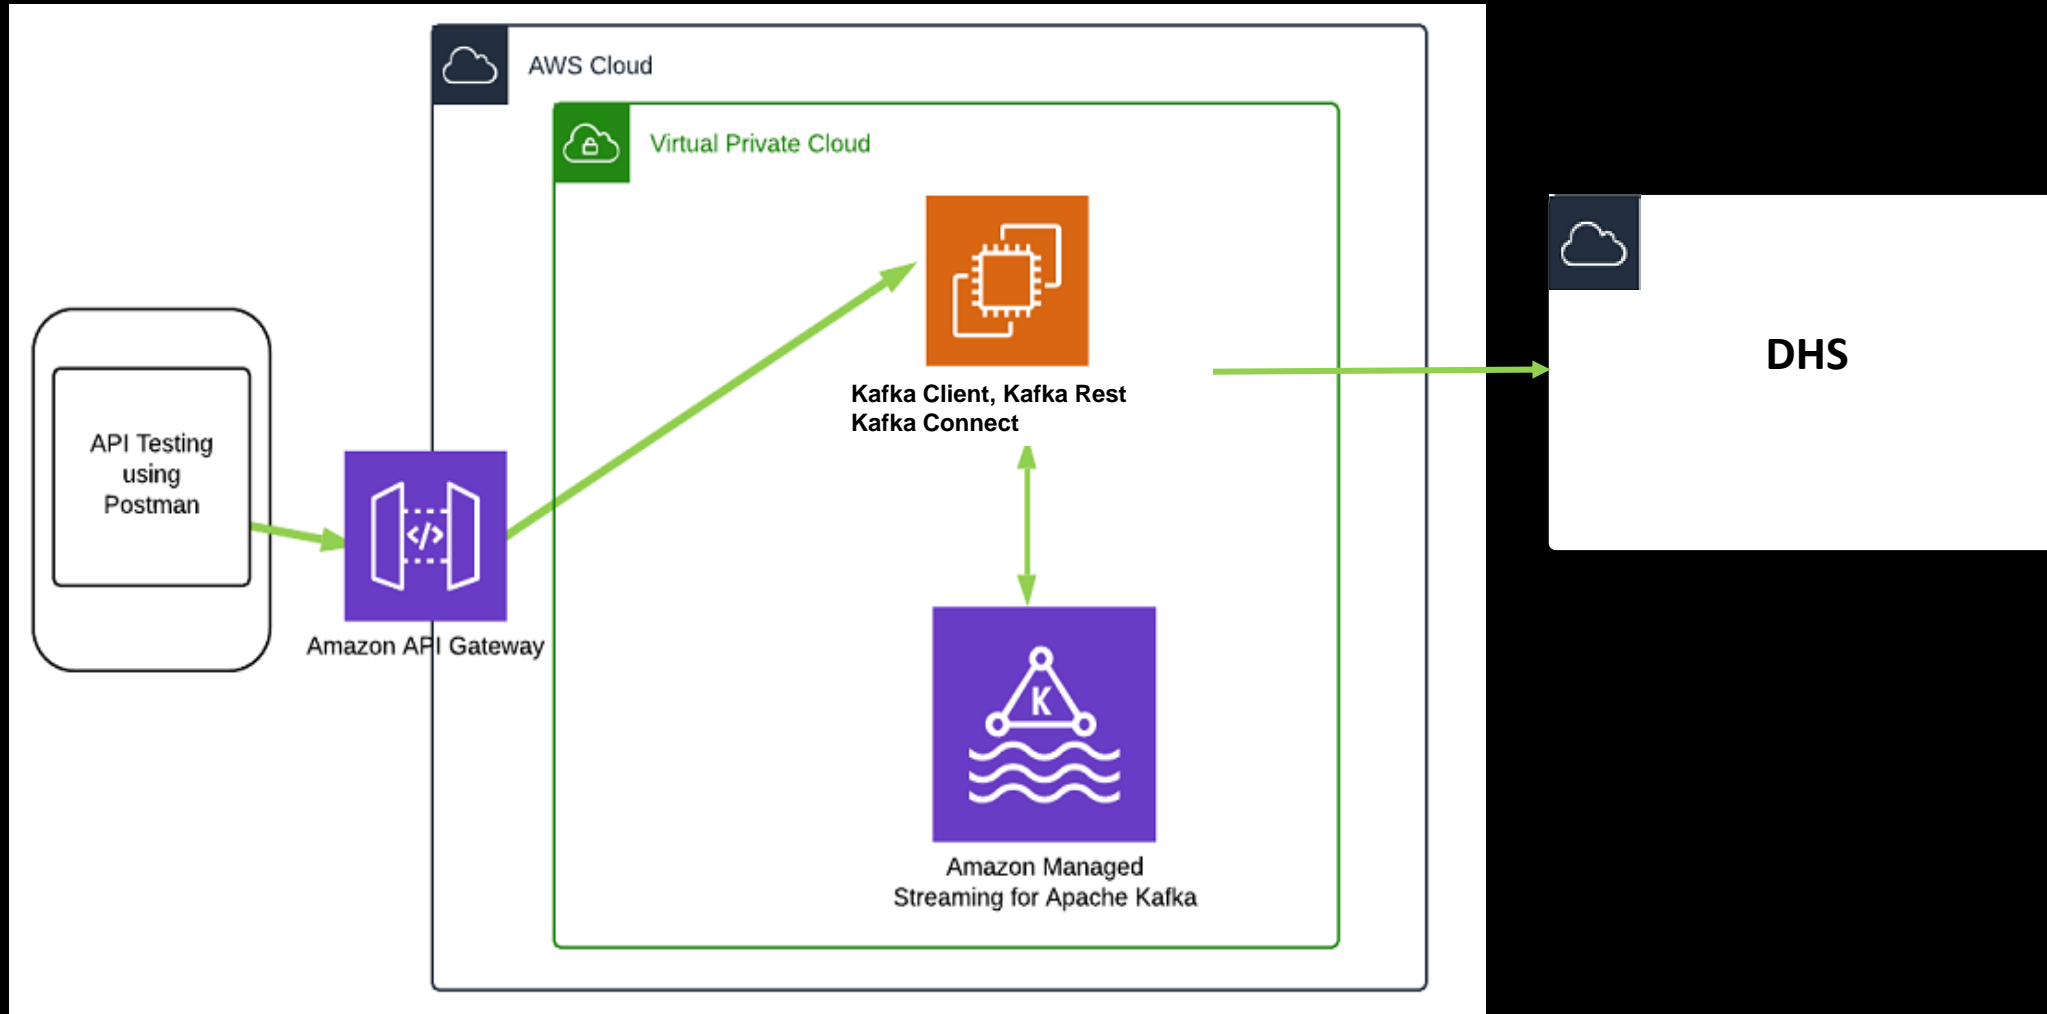 AWS Cloud
Virtual Private Cloud
Kafka Client, Kafka Rest
Kafka Connect
API Testing
using
Postman
</>
Amazon API Gateway
K
Amazon Managed
Streaming for Apache Kafka
DHS